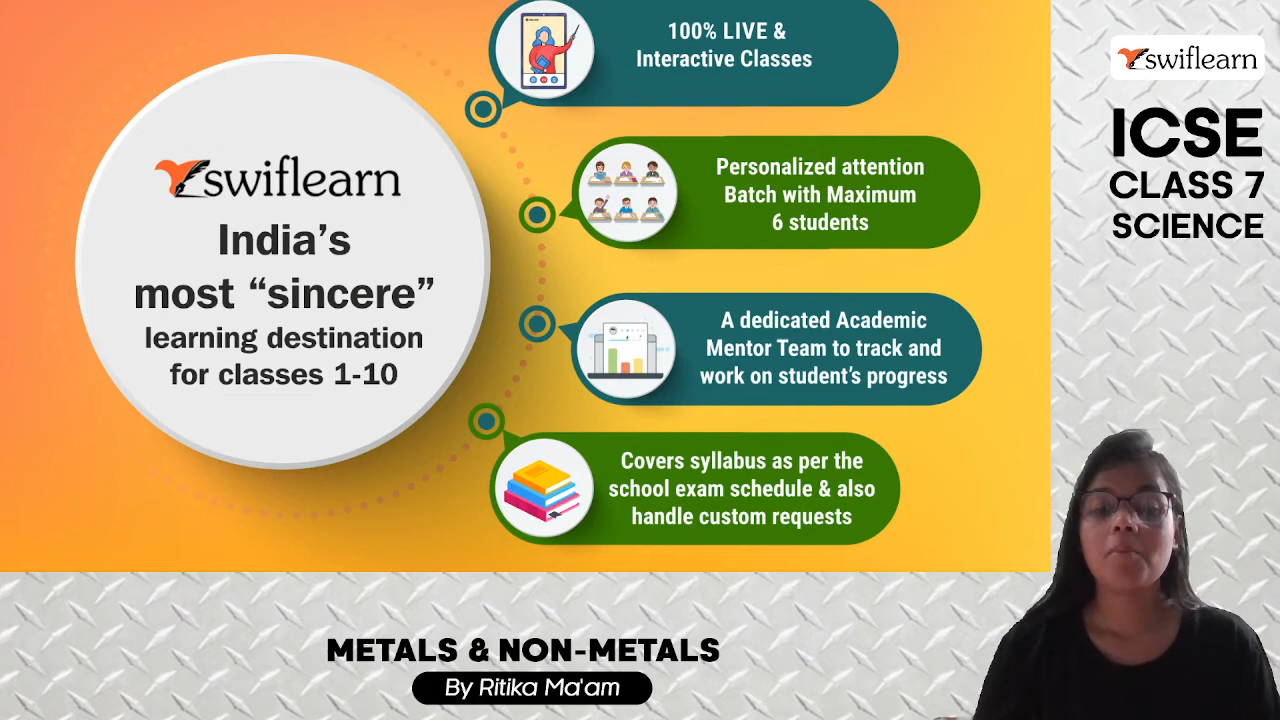 swiflearn
India's
most “sincere”
learning destination
for classes 1-10
100% LIVE &
Interactive Classes
Personalized attention
Batch with Maximum
6 students
A dedicated Academic
Mentor Team to track and
work on student's progress
Covers syllabus as per the
school exam schedule & also
handle custom requests
swiflearn
ICSE
CLASS 7
SCIENCE
METALS & NON-METALS
By Ritika Ma'am